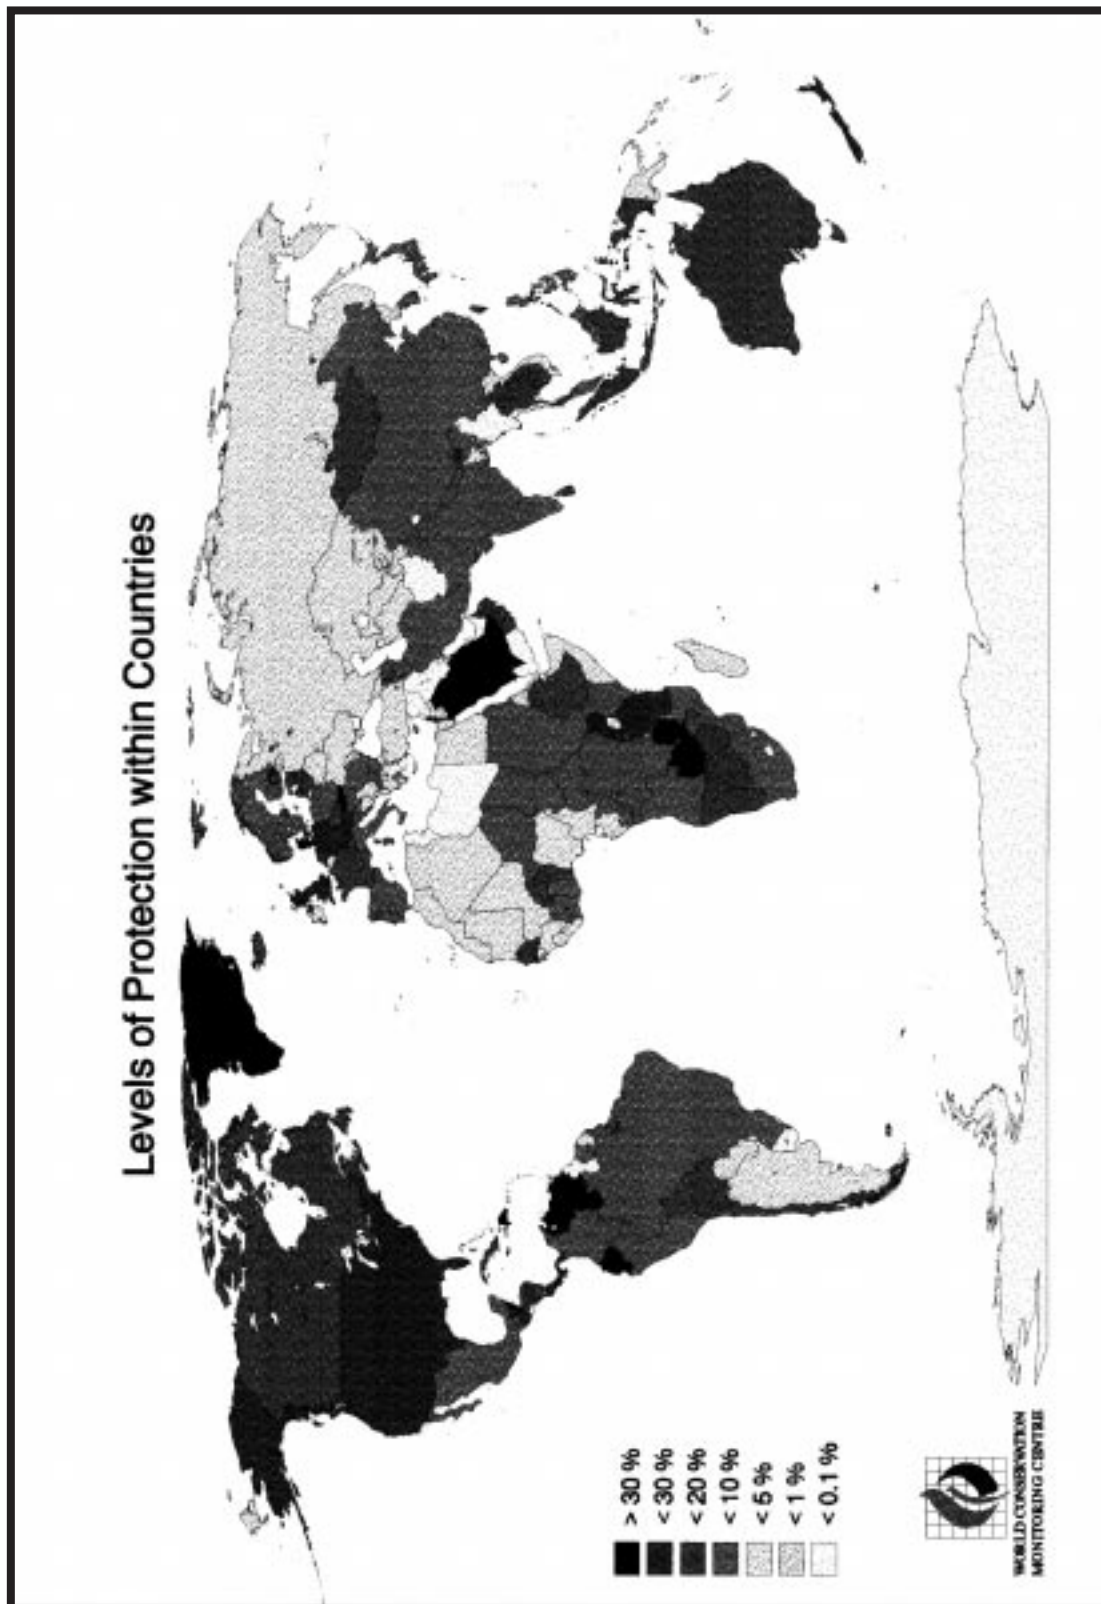 Levels of Protection within Countries
> 30 %
< 30 %
< 20 %
< 10 %
< 5 %
< 1 %
< 0.1 %
WORLD CONSERVATION
MONITORING CENTRE